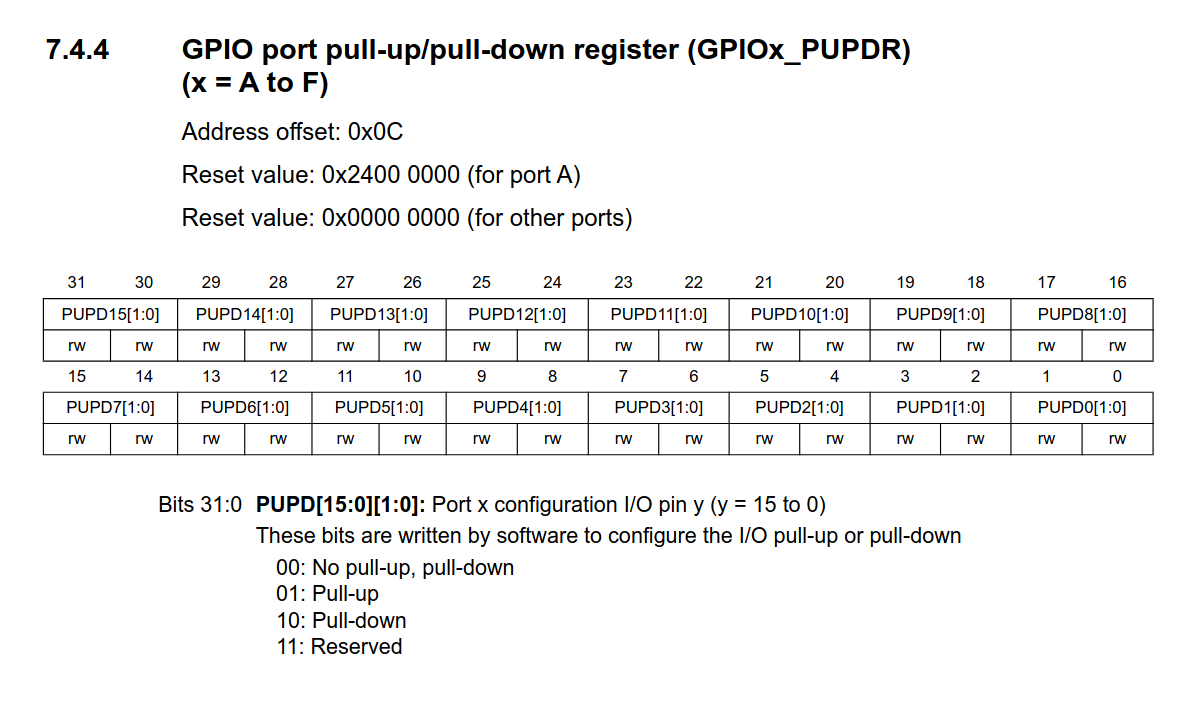 7.4.4 GPIO port pull-up/pull-down register (GPIOx_PUPDR)
(x = A to F)
Address offset: 0x0C
Reset value: 0x2400 0000 (for port A)
Reset value: 0x0000 0000 (for other ports)
31 30 29 28 27 26 25 24 23 22 21 20 19 18 17 16
PUPD15[1:0] PUPD14[1:0] PUPD13[1:0] PUPD12[1:0] PUPD11[1:0] PUPD10[1:0] PUPD9[1:0] PUPD8[1:0]
rw rw rw rw rw rw rw rw rw rw rw rw rw rw rw rw
15 14 13 12 11 10 9 8 7 6 5 4 3 2 1 0
PUPD7[1:0] PUPD6[1:0] PUPD5[1:0] PUPD4[1:0] PUPD3[1:0] PUPD2[1:0] PUPD1[1:0] PUPD0[1:0]
rw rw rw rw rw rw rw rw rw rw rw rw rw rw rw rw
Bits 31:0 PUPD[15:0][1:0]: Port x configuration I/O pin y (y = 15 to 0)
These bits are written by software to configure the I/O pull-up or pull-down
00: No pull-up, pull-down
01: Pull-up
10: Pull-down
11: Reserved